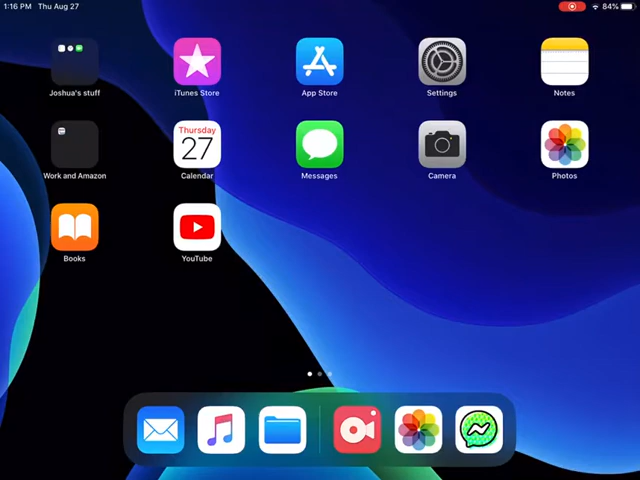 1:16 PM Thu Aug 27
84%
Joshua's stuff
iTunes Store
App Store
Settings
Notes
Work and Amazon
Thursday
27
Calendar
Messages
Camera
Photos
Books
YouTube